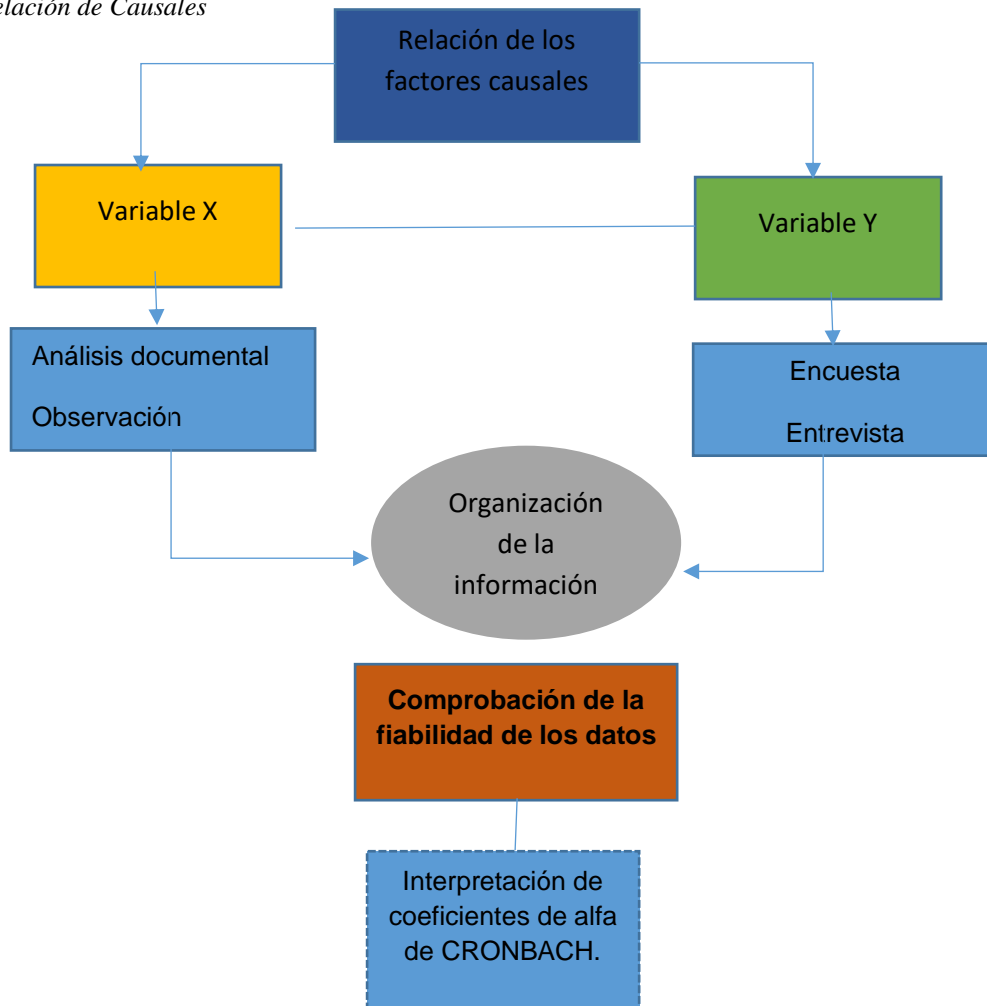 elación de Causales
Relación de los
factores causales
Variable X
Variable Y
Análisis documental
Observación
Encuesta
Entrevista
Organización
de la
información
Comprobación de la
fiabilidad de los datos
Interpretación de
coeficientes de alfa
de CRONBACH.